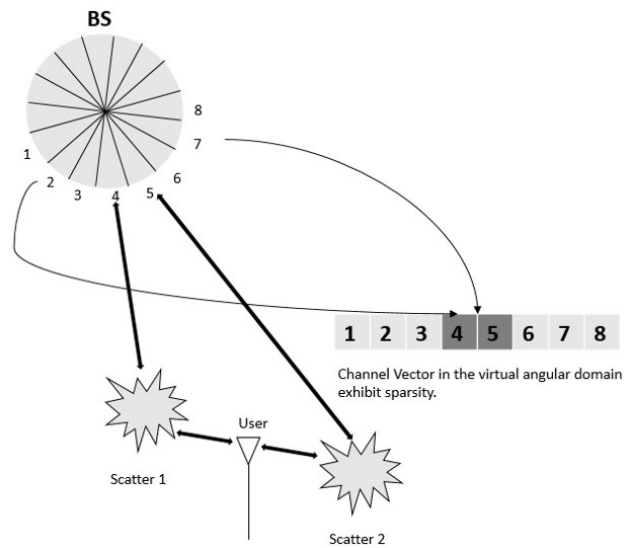 BS
8
7
6
5
4
3
2
1
1 2 3 4 5 6 7 8
Channel Vector in the virtual angular domain
exhibit sparsity.
User
Scatter 1
Scatter 2